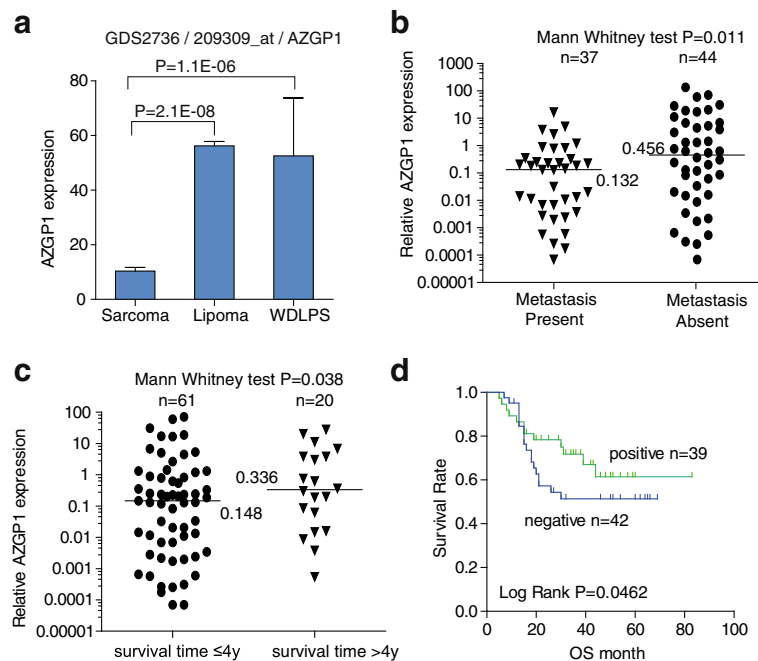 a
GDS2736 / 209309_at / AZGP1
P=1.1E-06
P=2.1E-08
AZGP1 expression
80
60
40
20
0
Sarcoma Lipoma WDLPS
b
Mann Whitney test P=0.011
n=37 n=44
Relative AZGP1 expression
1000
100
10
1
0.1
0.01
0.001
0.0001
0.00001
0.456
0.132
Metastasis Present
Metastasis Absent
c
Mann Whitney test P=0.038
n=61 n=20
Relative AZGP1 expression
100
10
1
0.1
0.01
0.001
0.0001
0.00001
0.336
0.148
survival time ≤4y survival time >4y
d
Survival Rate
1.0
0.8
0.6
0.4
0.2
0.0
positive n=39
negative n=42
Log Rank P=0.0462
0 20 40 60 80 100
OS month